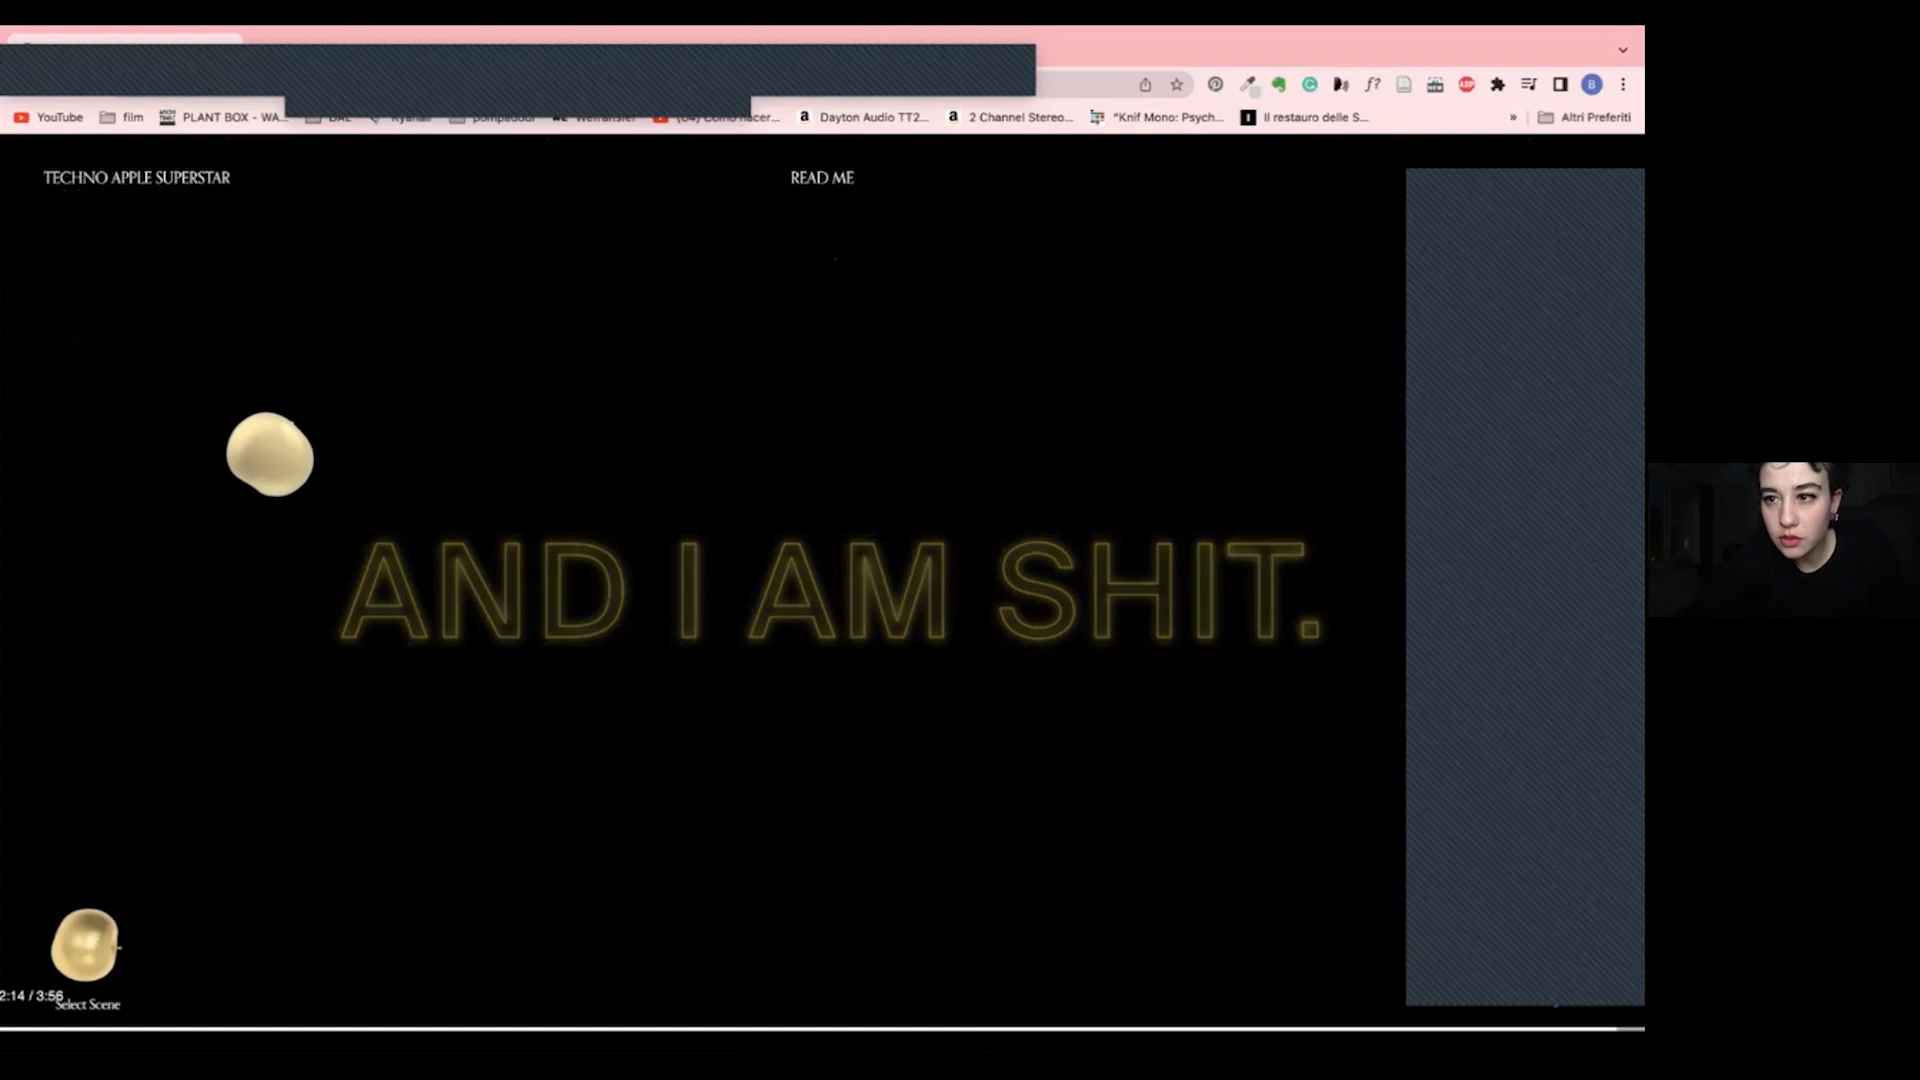 YouTube film PLANT BOX - WA... Dayton Audio TT2... 2 Channel Stereo... "Knif Mono: Psych... Il restauro delle S... » Altri Preferiti
TECHNO APPLE SUPERSTAR READ ME
AND I AM SHIT.
2:14 / 3:56
Select Scene